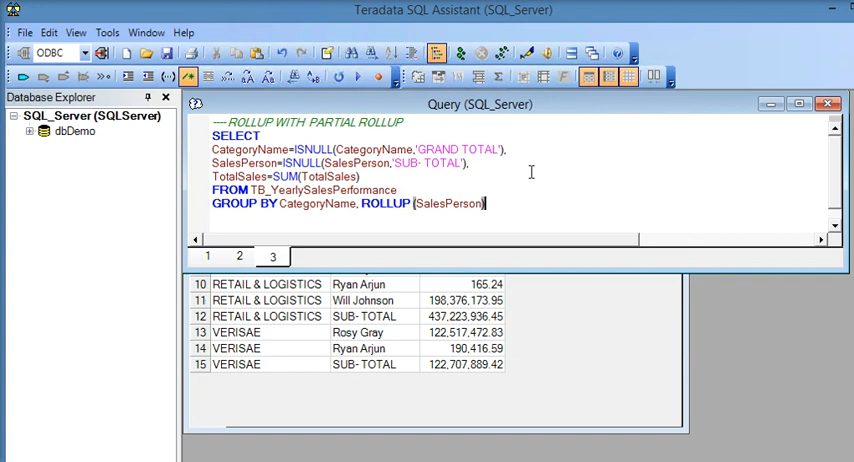 Teradata SQL Assistant (SQL_Server)
File Edit View Tools Window Help
ODBC
Database Explorer
SQL_Server (SQLServer)
dbDemo
Query (SQL_Server)
---- ROLLUP WITH PARTIAL ROLLUP
SELECT
CategoryName=ISNULL(CategoryName,'GRAND TOTAL'),
SalesPerson=ISNULL(SalesPerson,'SUB- TOTAL'),
TotalSales=SUM(TotalSales)
FROM TB_YearlySalesPerformance
GROUP BY CategoryName, ROLLUP (SalesPerson)
1 2 3
10 RETAIL & LOGISTICS Ryan Arjun 165.24
11 RETAIL & LOGISTICS Will Johnson 198,376,173.95
12 RETAIL & LOGISTICS SUB- TOTAL 437,223,936.45
13 VERISAE Rosy Gray 122,517,472.83
14 VERISAE Ryan Arjun 190,416.59
15 VERISAE SUB- TOTAL 122,707,889.42